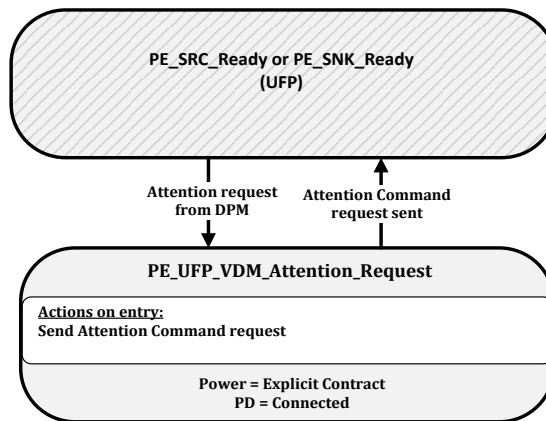 PE_SRC_Ready or PE_SNK_Ready
(UFP)
Attention request
from DPM
Attention Command
request sent
PE_UFP_VDM_Attention_Request
Actions on entry:
Send Attention Command request
Power = Explicit Contract
PD = Connected